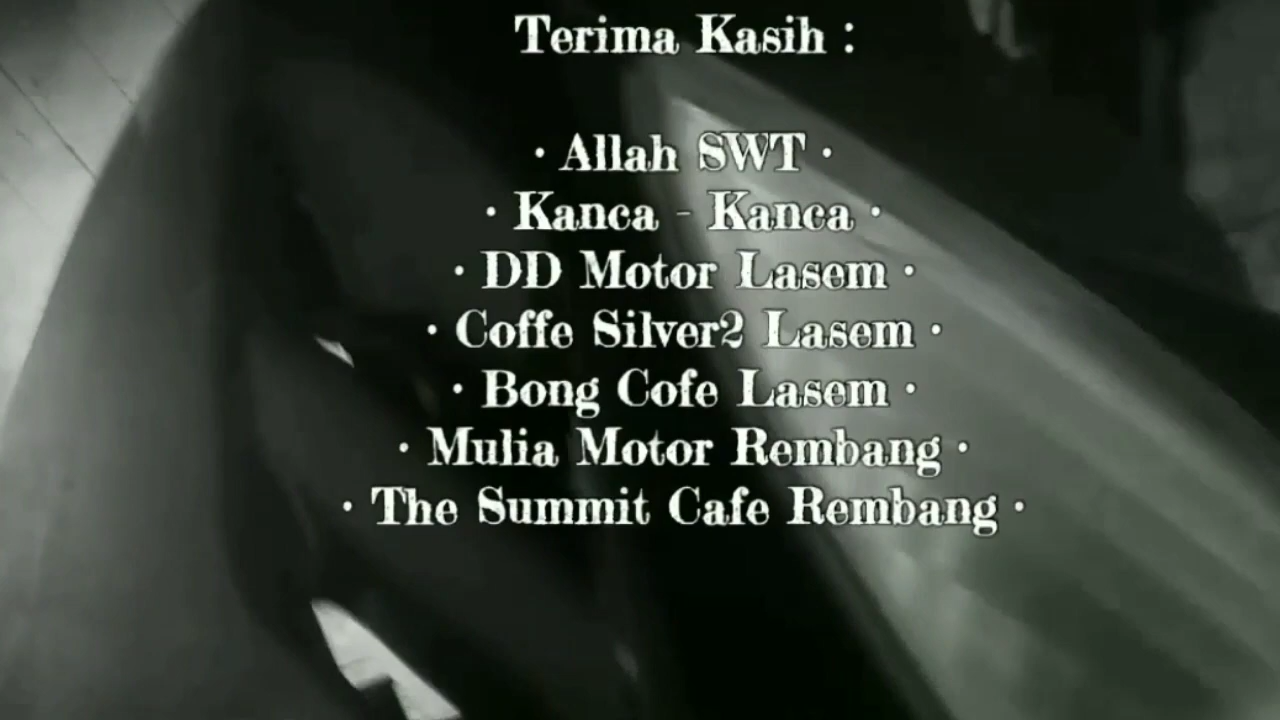 Terima Kasih :
· Allah SWT ·
· Kanca - Kanca ·
· DD Motor Lasem ·
· Coffe Silver2 Lasem ·
· Bong Cofe Lasem ·
· Mulia Motor Rembang ·
· The Summit Cafe Rembang ·